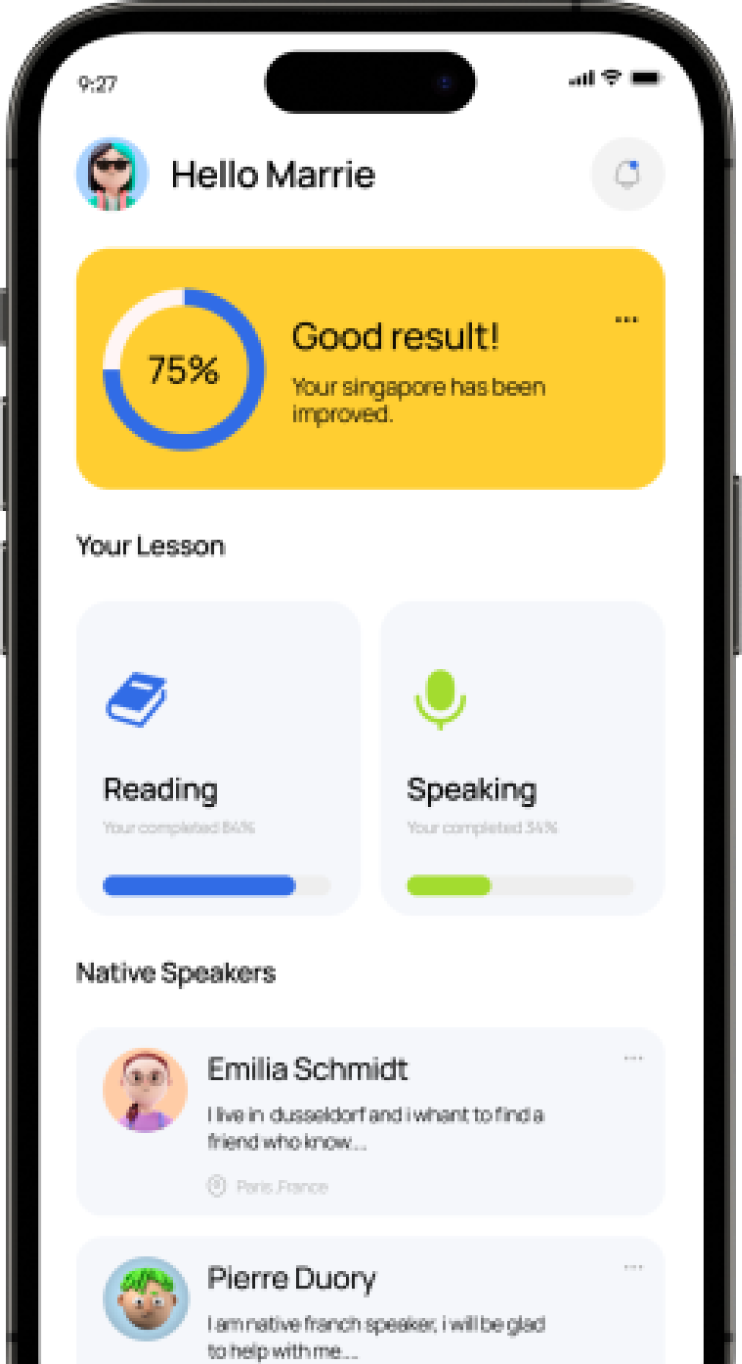 9:27
Hello Marrie
75%
Good result!
Your singapore has been
improved.
Your Lesson
Reading
Your completed 84%
Speaking
Your completed 34%
Native Speakers
Emilia Schmidt
I live in dusseldorf and i whant to find a
friend who know....
Paris ,France
Pierre Duory
I am native franch speaker, i will be glad
to help with me....